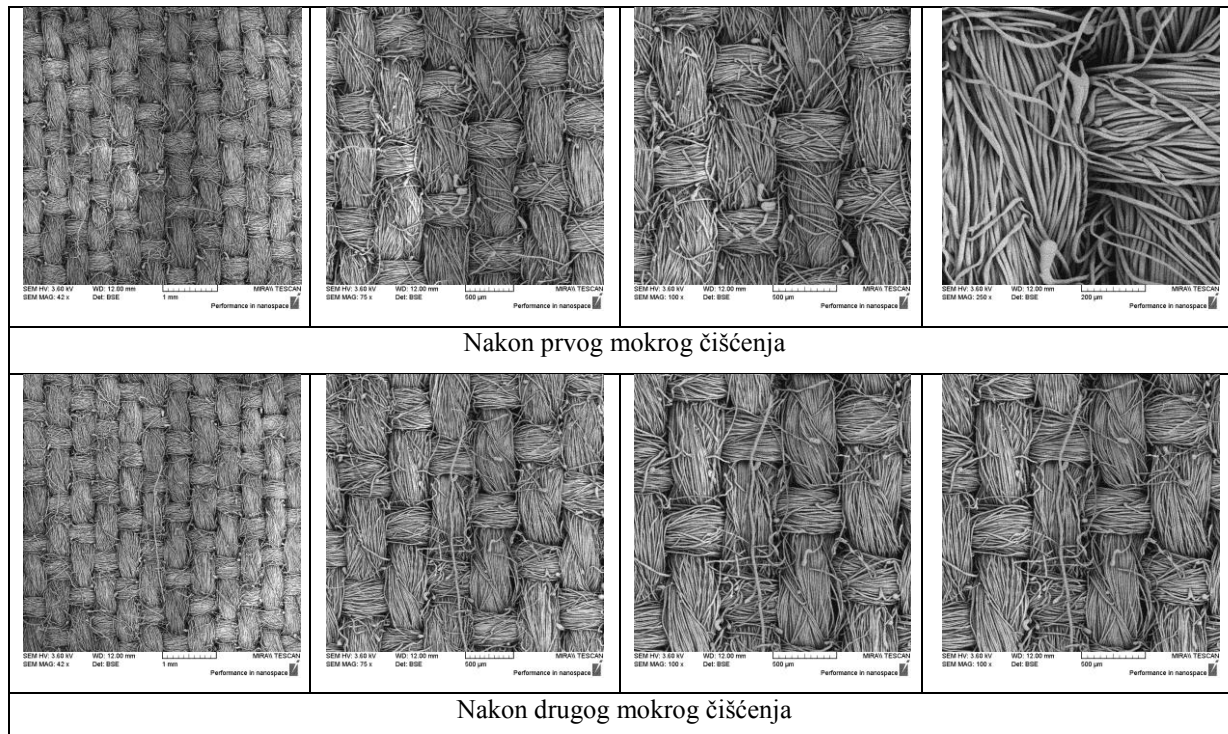 SEM HV: 3.60 kV WD: 12.00 mm MIRA\\ TESCAN
SEM MAG: 42 x Det: BSE 1 mm
Performance in nanospace
SEM HV: 3.60 kV WD: 12.00 mm MIRA\\ TESCAN
SEM MAG: 75 x Det: BSE 500 µm
Performance in nanospace
SEM HV: 3.60 kV WD: 12.00 mm MIRA\\ TESCAN
SEM MAG: 100 x Det: BSE 500 µm
Performance in nanospace
SEM HV: 3.60 kV WD: 12.00 mm MIRA\\ TESCAN
SEM MAG: 250 x Det: BSE 200 µm
Performance in nanospace
Nakon prvog mokrog čišćenja
SEM HV: 3.60 kV WD: 12.00 mm MIRA\\ TESCAN
SEM MAG: 42 x Det: BSE 1 mm
Performance in nanospace
SEM HV: 3.60 kV WD: 12.00 mm MIRA\\ TESCAN
SEM MAG: 75 x Det: BSE 500 µm
Performance in nanospace
SEM HV: 3.60 kV WD: 12.00 mm MIRA\\ TESCAN
SEM MAG: 100 x Det: BSE 500 µm
Performance in nanospace
SEM HV: 3.60 kV WD: 12.00 mm MIRA\\ TESCAN
SEM MAG: 100 x Det: BSE 500 µm
Performance in nanospace
Nakon drugog mokrog čišćenja